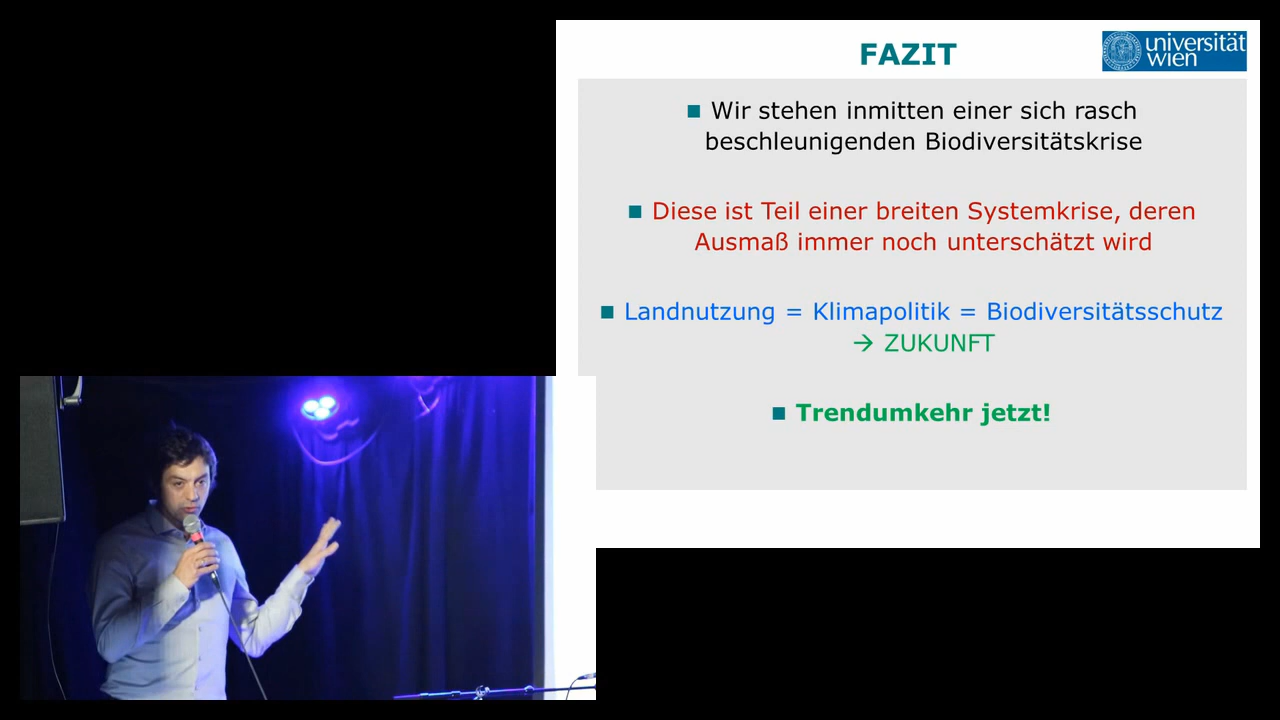 FAZIT
universität
wien
■ Wir stehen inmitten einer sich rasch
beschleunigenden Biodiversitätskrise
■ Diese ist Teil einer breiten Systemkrise, deren
Ausmaß immer noch unterschätzt wird
■ Landnutzung = Klimapolitik = Biodiversitätsschutz
→ ZUKUNFT
■ Trendumkehr jetzt!